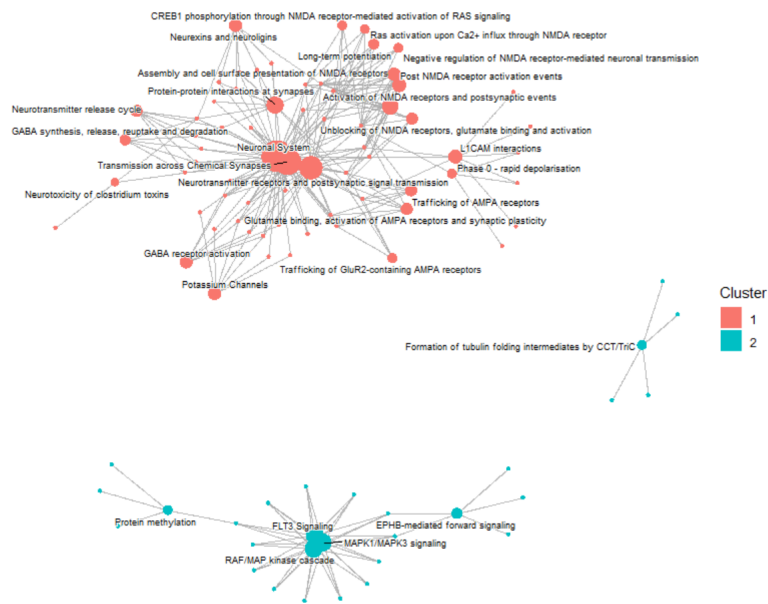 CREB1 phosphorylation through NMDA receptor-mediated activation of RAS signaling
Neurexins and neuroligins
Ras activation upon Ca2+ influx through NMDA receptor
Long-term potentiation
Negative regulation of NMDA receptor-mediated neuronal transmission
Assembly and cell surface presentation of NMDA receptors
Post NMDA receptor activation events
Protein-protein interactions at synapses
Activation of NMDA receptors and postsynaptic events
Neurotransmitter release cycle
GABA synthesis, release, reuptake and degradation
Unblocking of NMDA receptors, glutamate binding and activation
Neuronal System
L1CAM interactions
Transmission across Chemical Synapses
Phase 0 - rapid depolarisation
Neurotransmitter receptors and postsynaptic signal transmission
Neurotoxicity of clostridium toxins
Trafficking of AMPA receptors
Glutamate binding, activation of AMPA receptors and synaptic plasticity
GABA receptor activation
Trafficking of GluR2-containing AMPA receptors
Potassium Channels
Cluster
1
2
Formation of tubulin folding intermediates by CCT/TriC
Protein methylation
FLT3 Signaling
EPHB-mediated forward signaling
MAPK1/MAPK3 signaling
RAF/MAP kinase cascade